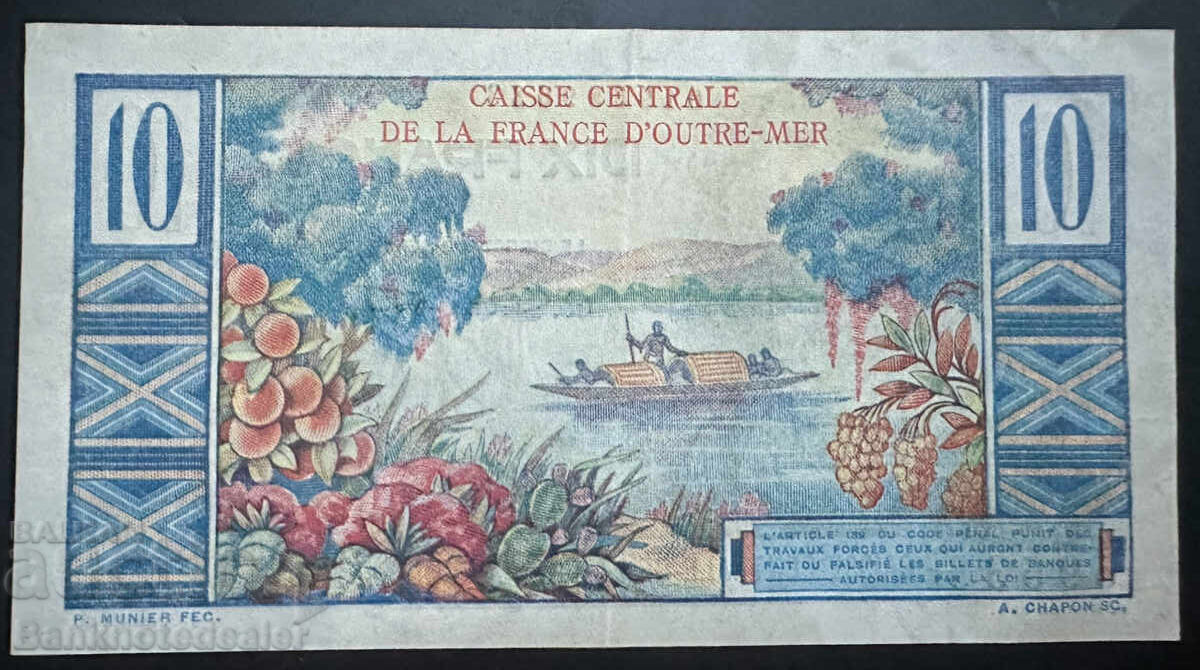 10
CAISSE CENTRALE
DE LA FRANCE D'OUTRE-MER
10
L'ARTICLE 139 DU CODE PÉNAL PUNIT DES
TRAVAUX FORCÉS CEUX QUI AURONT CONTRE-
FAIT OU FALSIFIÉ LES BILLETS DE BANQUES
AUTORISÉES PAR LA LOI
P. MUNIER FEC.
A. CHAPON SC.
Banknotedealer